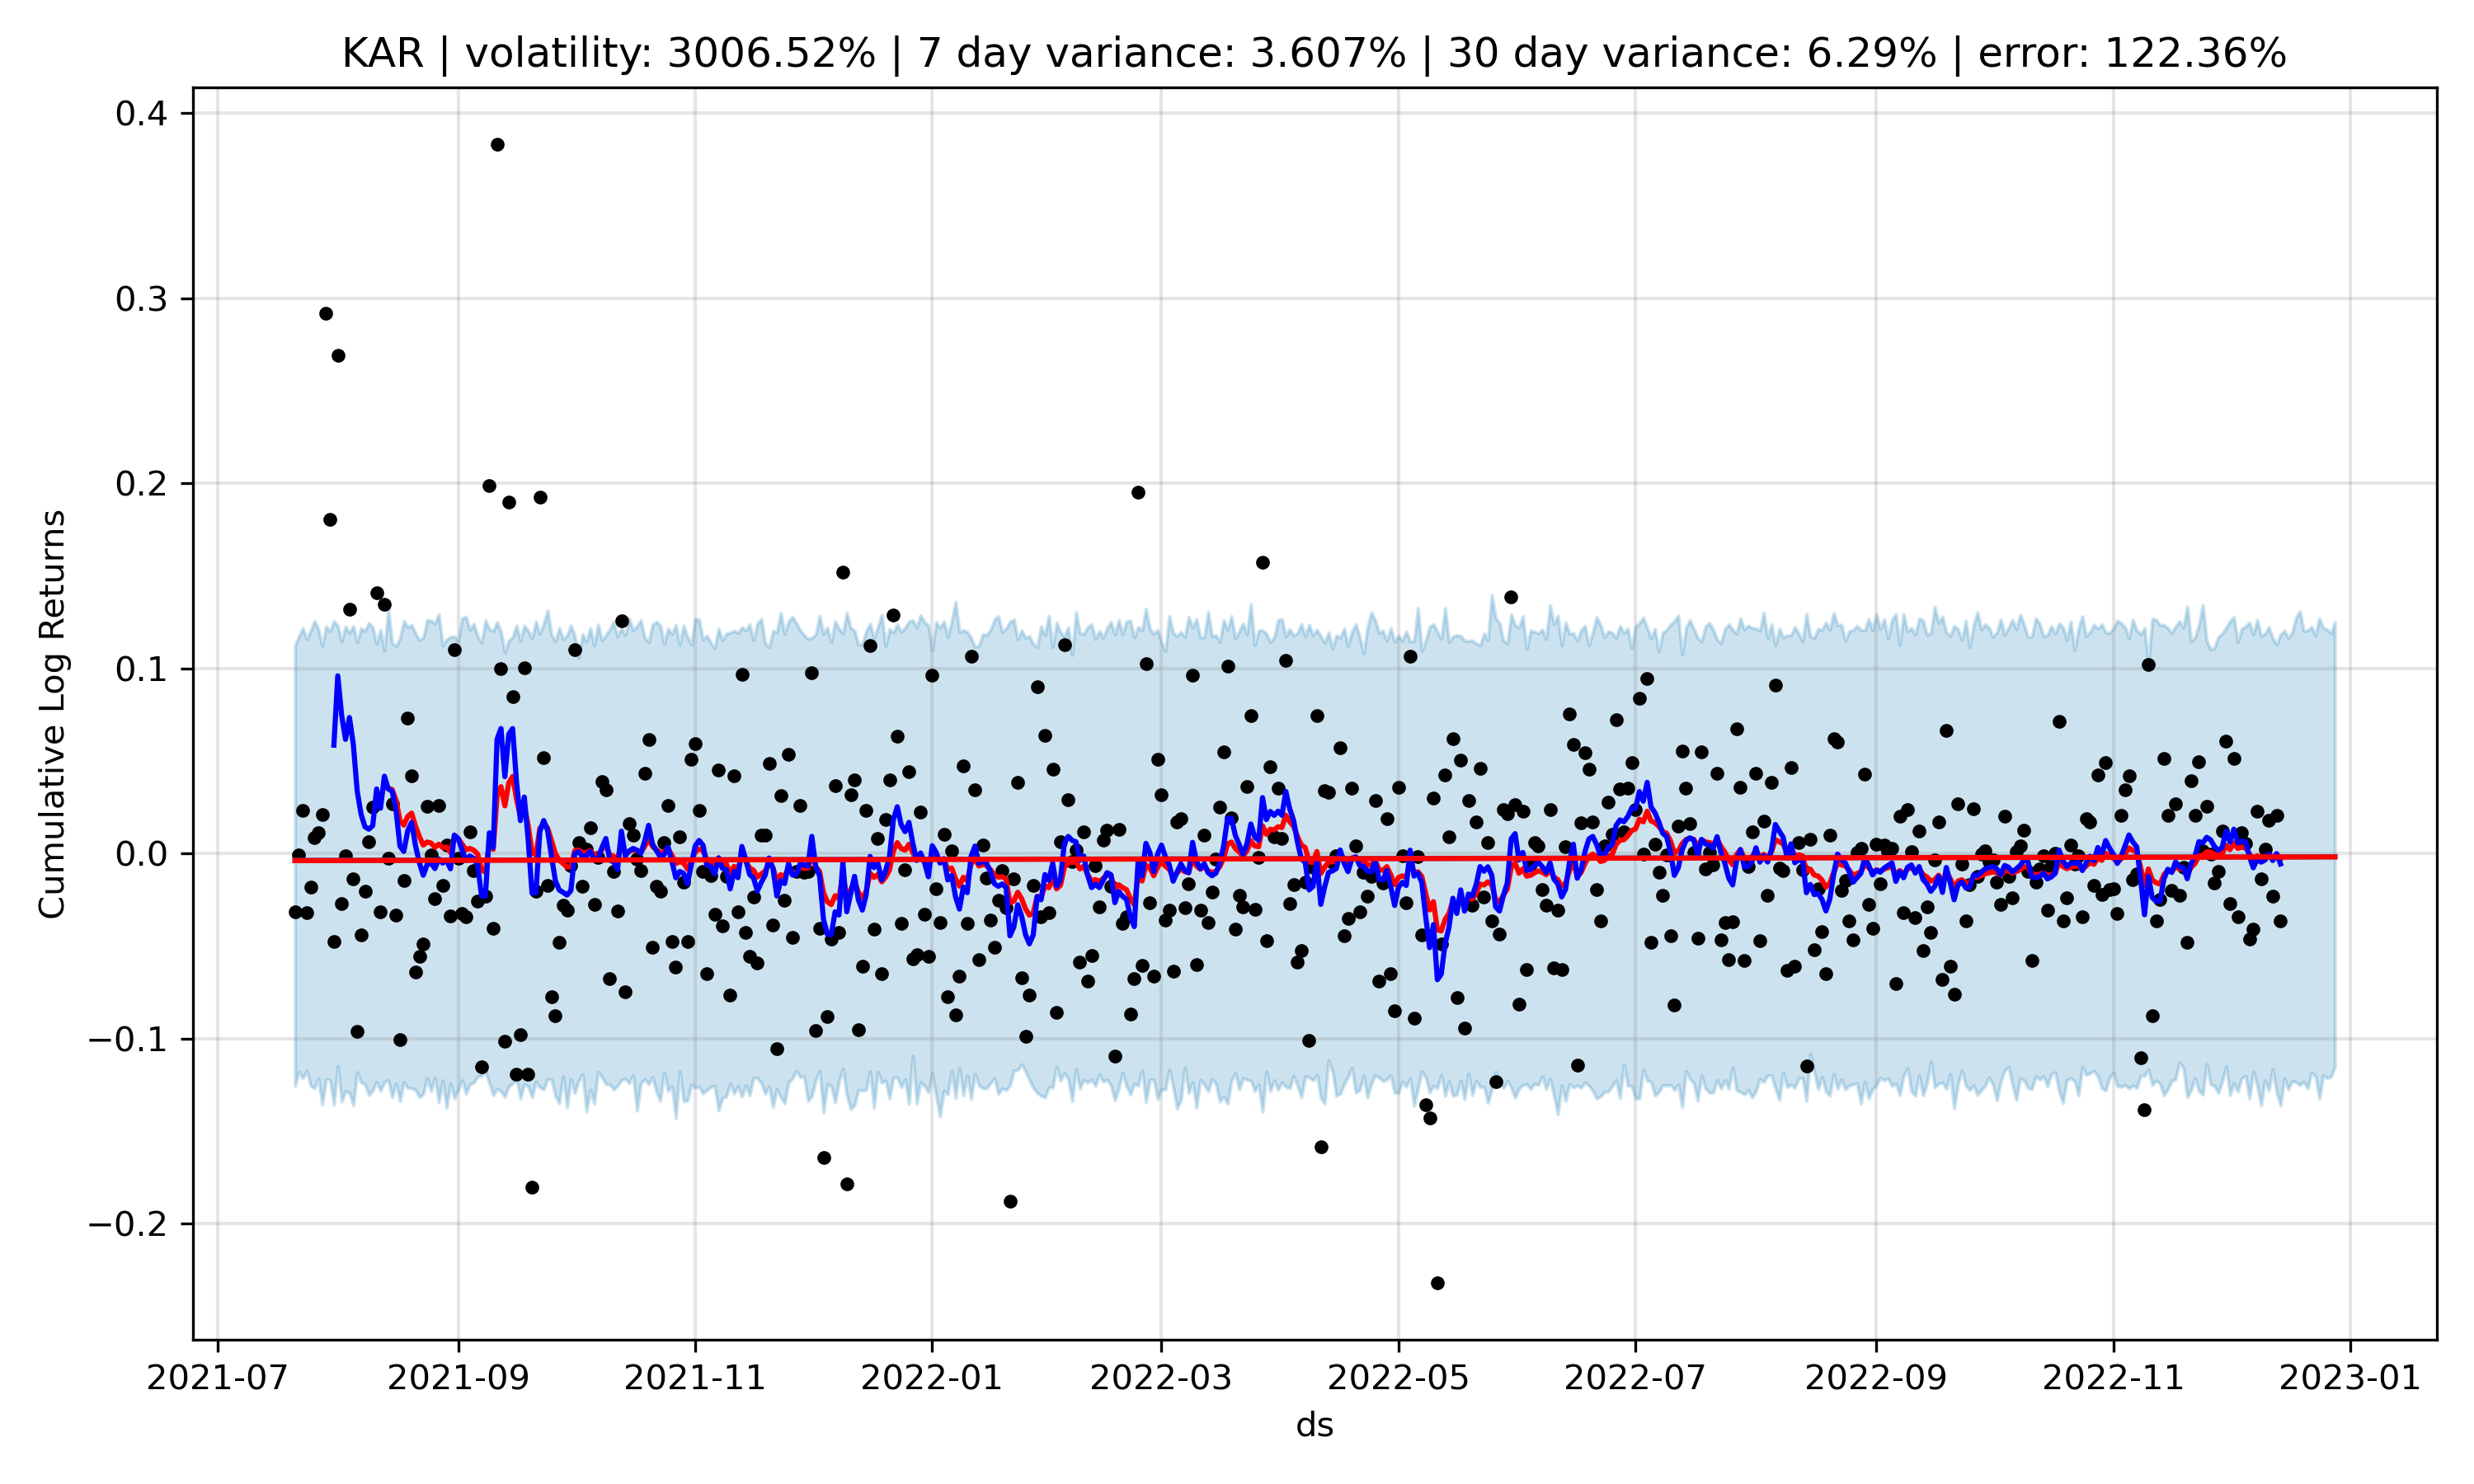 KAR | volatility: 3006.52% | 7 day variance: 3.607% | 30 day variance: 6.29% | error: 122.36%
0.4
0.3
0.2
0.1
0.0
−0.1
−0.2
Cumulative Log Returns
2021-07 2021-09 2021-11 2022-01 2022-03 2022-05 2022-07 2022-09 2022-11 2023-01
ds